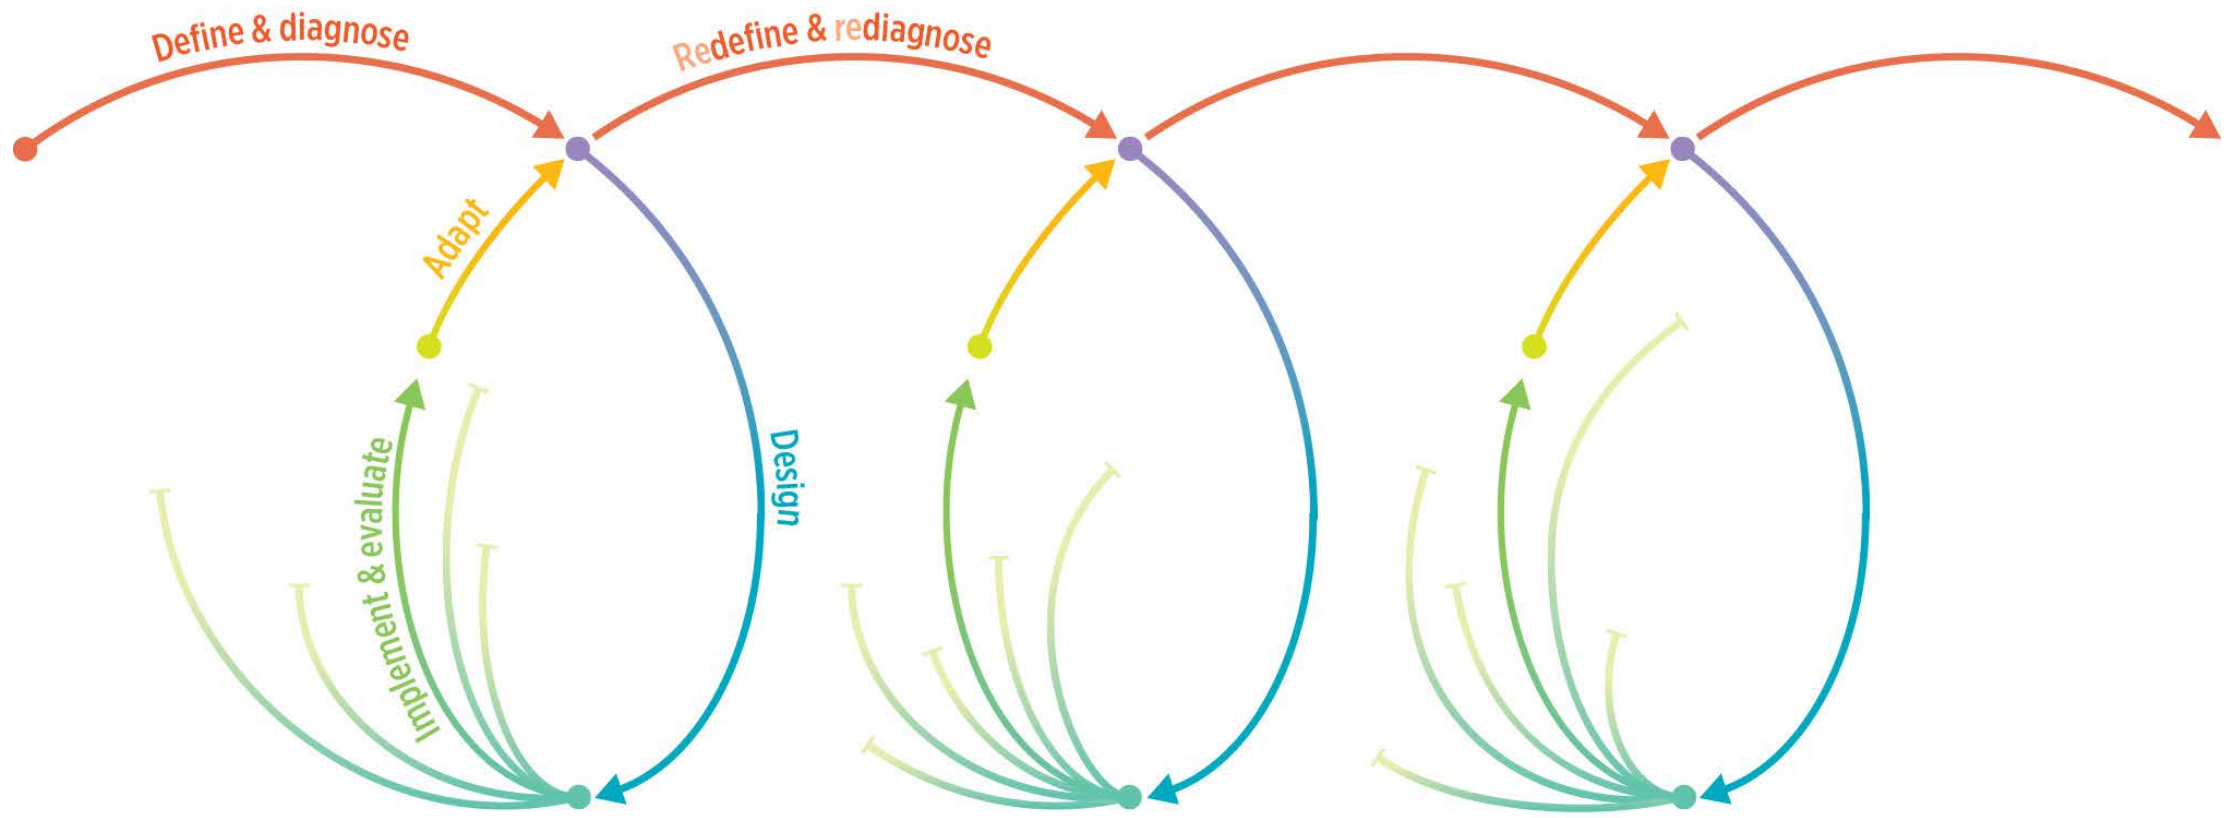 Define & diagnose
Redefine & rediagnose
Adapt
Design
Implement & evaluate